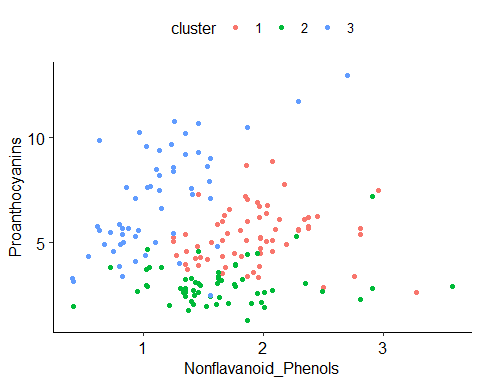 cluster 1 2 3
10
5
Proanthocyanins
1 2 3
Nonflavanoid_Phenols